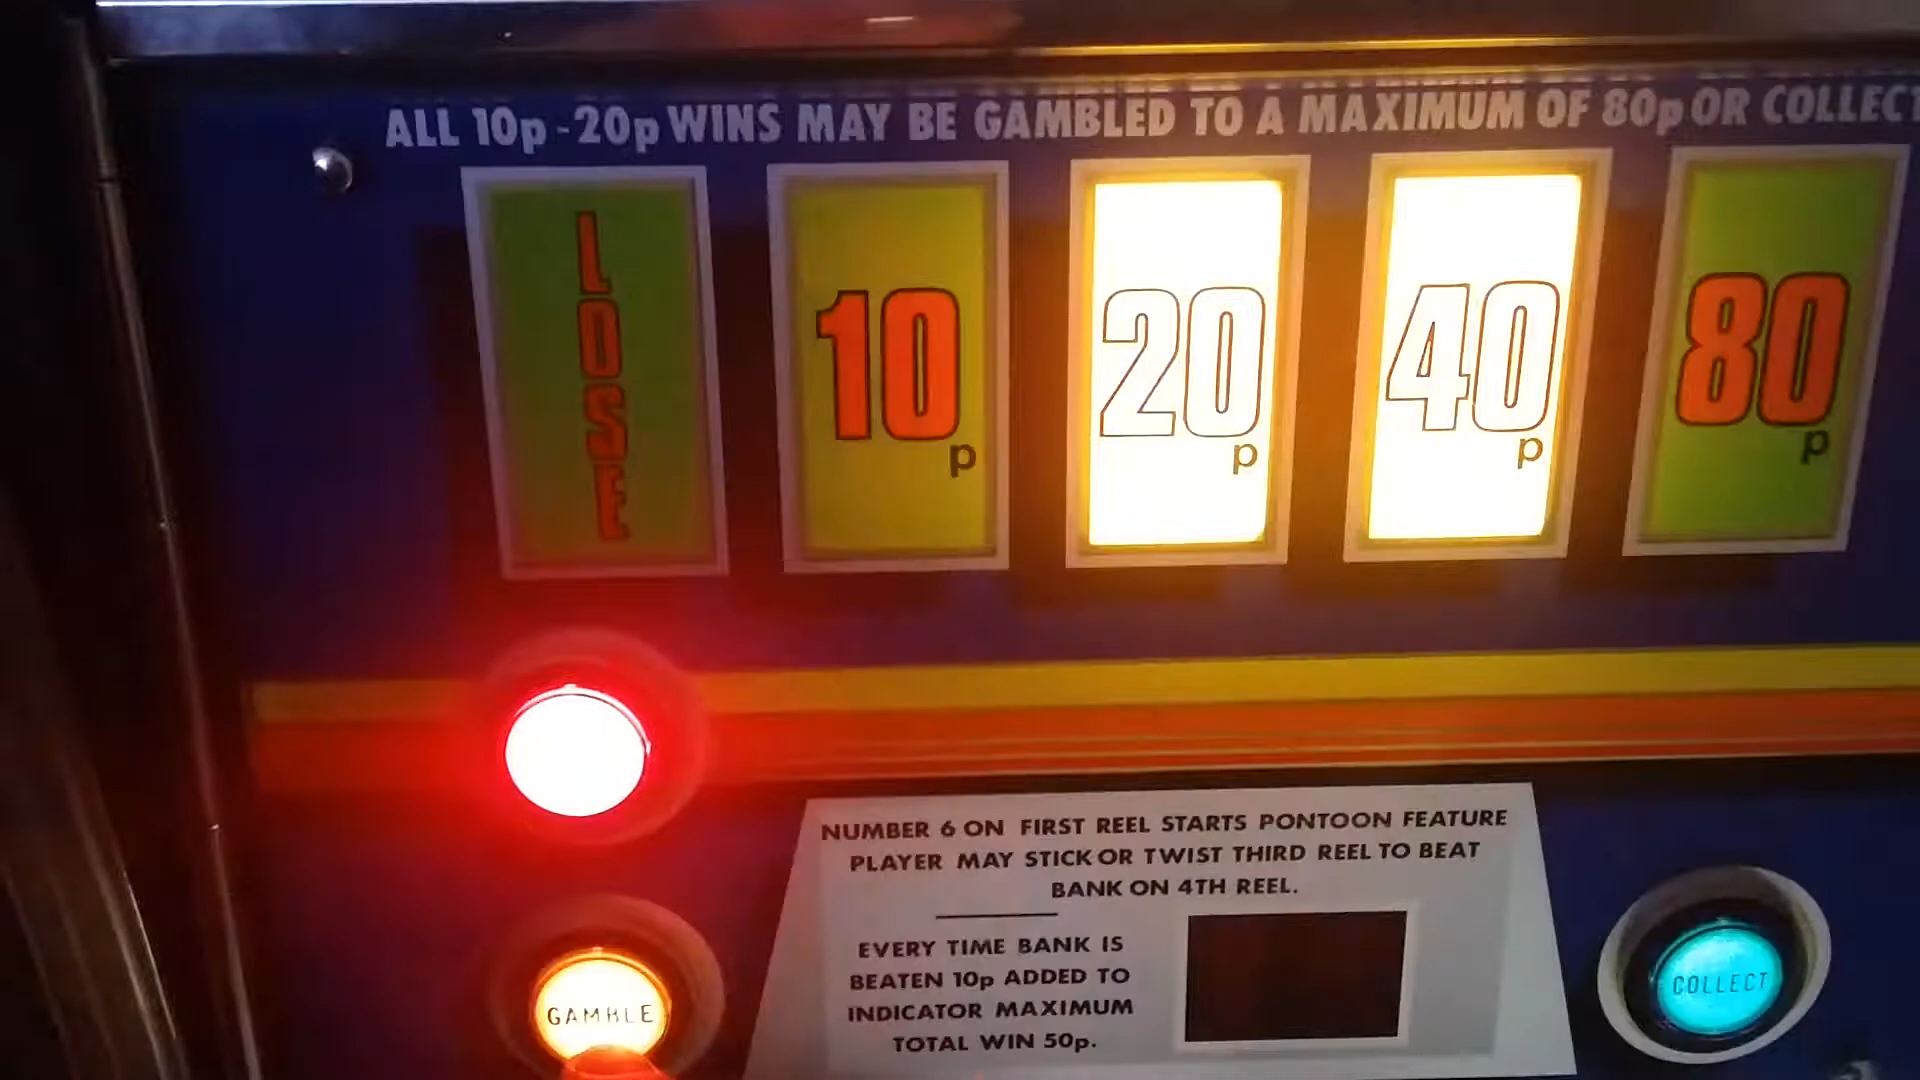 ALL 10p-20p WINS MAY BE GAMBLED TO A MAXIMUM OF 80p OR COLLECT
LOSE
10p
20p
40p
80p
NUMBER 6 ON FIRST REEL STARTS PONTOON FEATURE
PLAYER MAY STICK OR TWIST THIRD REEL TO BEAT
BANK ON 4TH REEL.
EVERY TIME BANK IS
BEATEN 10p ADDED TO
INDICATOR MAXIMUM
TOTAL WIN 50p.
GAMBLE
COLLECT